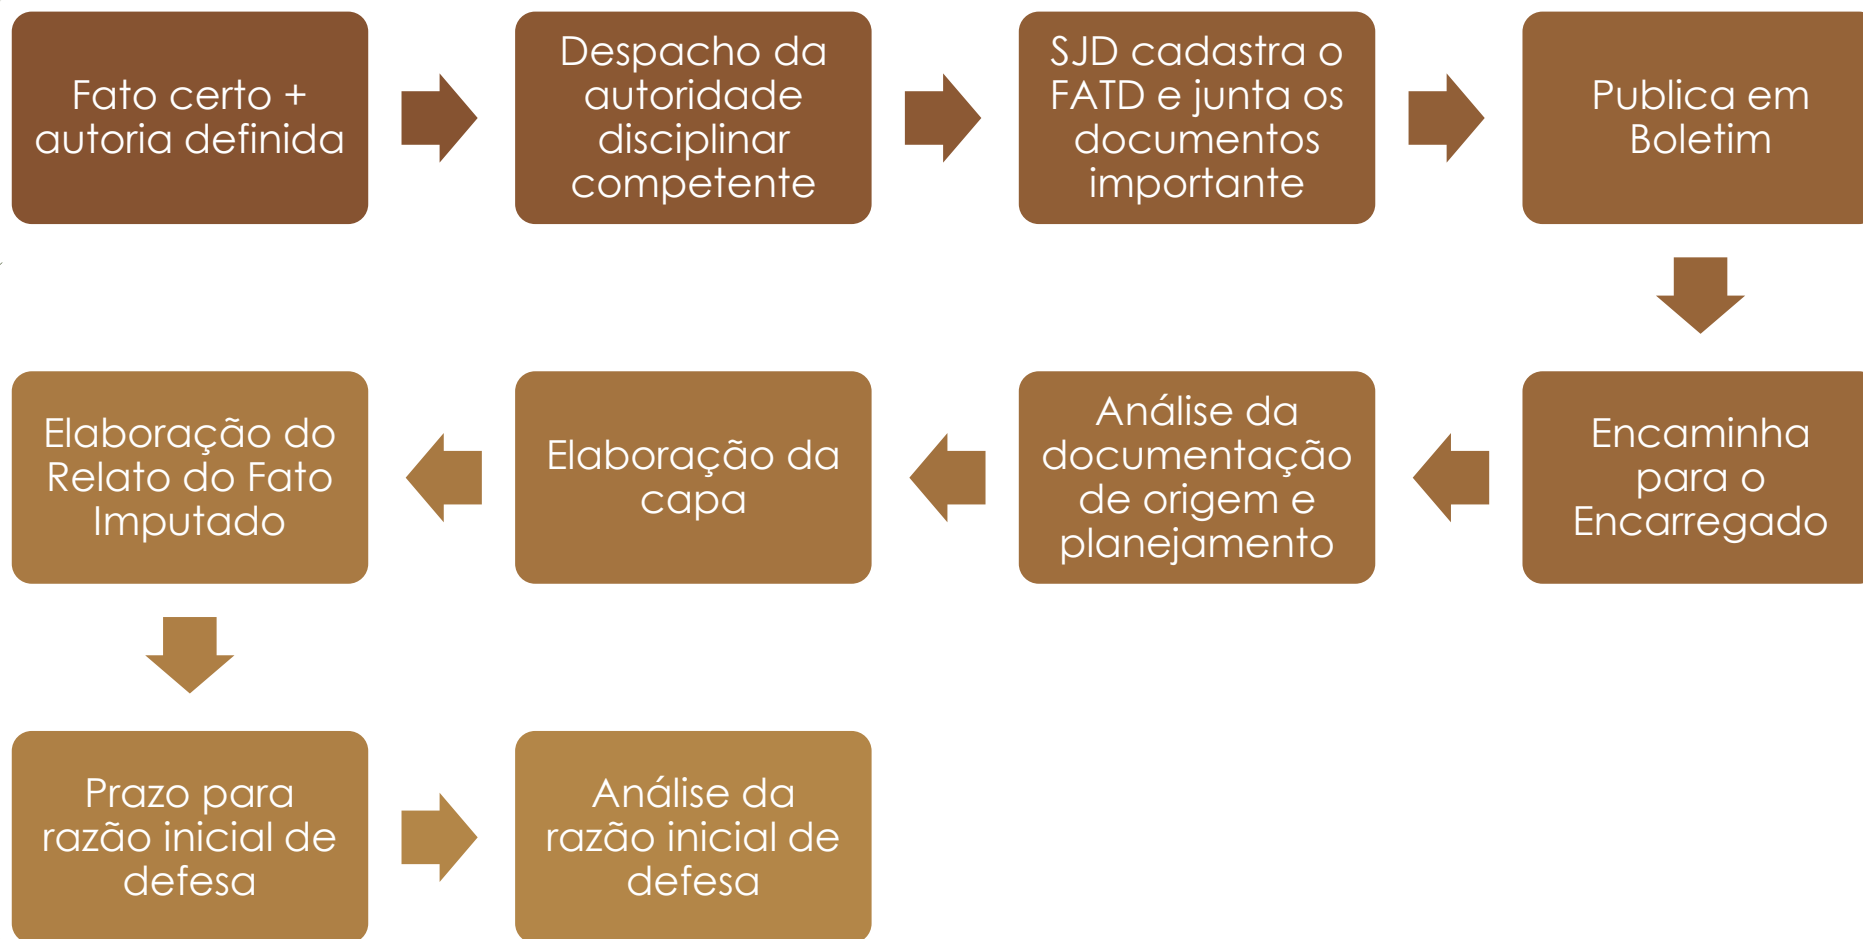 Fato certo +
autoria definida
Despacho da
autoridade
disciplinar
competente
SJD cadastra o
FATD e junta os
documentos
importante
Publica em
Boletim
Encaminha
para o
Encarregado
Análise da
documentação
de origem e
planejamento
Elaboração da
capa
Elaboração do
Relato do Fato
Imputado
Prazo para
razão inicial de
defesa
Análise da
razão inicial de
defesa